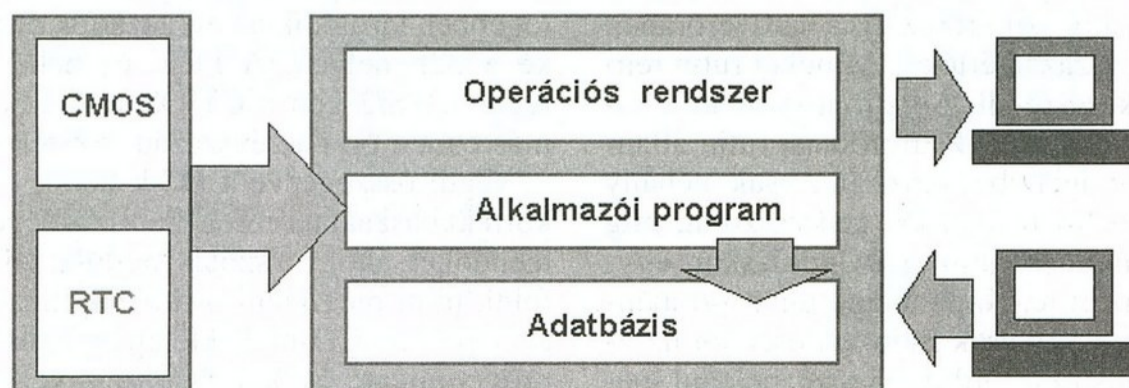 CMOS
RTC
Operációs rendszer
Alkalmazói program
Adatbázis